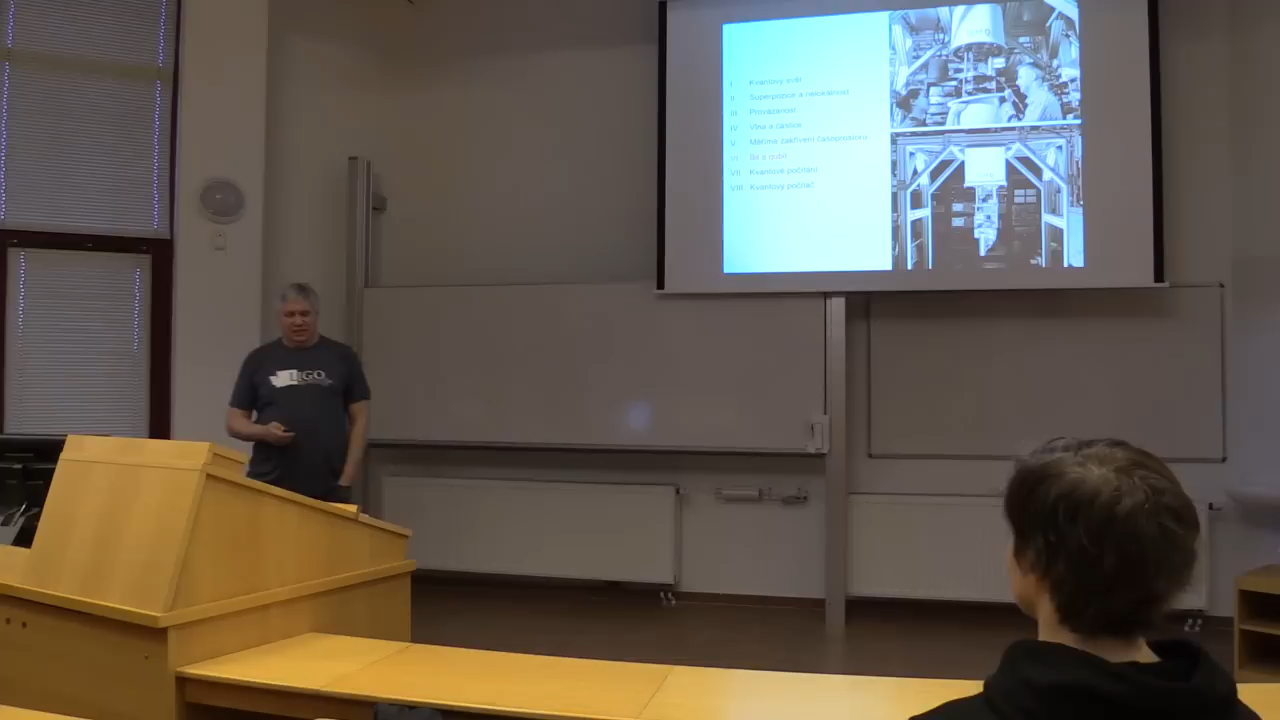 I. Kvantový svět
II. Superpozice a nelokálnost
III. Provázanost
IV. Vlna a částice
V. Měříme zakřivení časoprostoru
VI. Bit a qubit
VII. Kvantové počítání
VIII. Kvantový počítač
LIGO